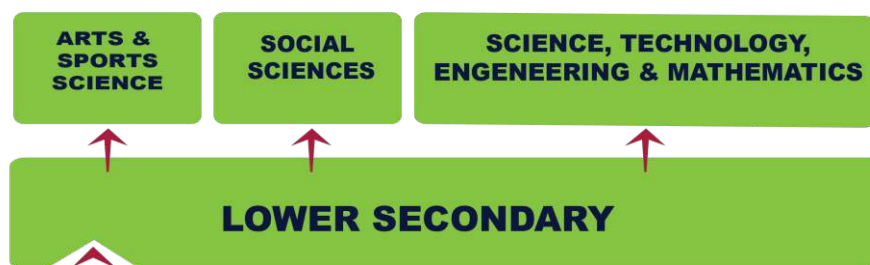 ARTS &
SPORTS
SCIENCE
SOCIAL
SCIENCES
SCIENCE, TECHNOLOGY,
ENGENEERING & MATHEMATICS
LOWER SECONDARY